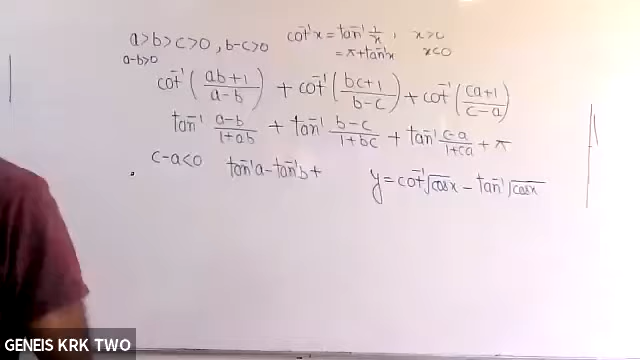 a>b>c>0, b-c>0 cot⁻¹x = tan⁻¹ 1/x, x>0
a-b>0 = π+tan⁻¹x x<0
cot⁻¹((ab+1)/(a-b)) + cot⁻¹((bc+1)/(b-c)) + cot⁻¹((ca+1)/(c-a))
tan⁻¹ (a-b)/(1+ab) + tan⁻¹ (b-c)/(1+bc) + tan⁻¹ (c-a)/(1+ca) + π
c-a<0 tan⁻¹a - tan⁻¹b +
y = cot⁻¹√cosx - tan⁻¹√cosx
GENEIS KRK TWO